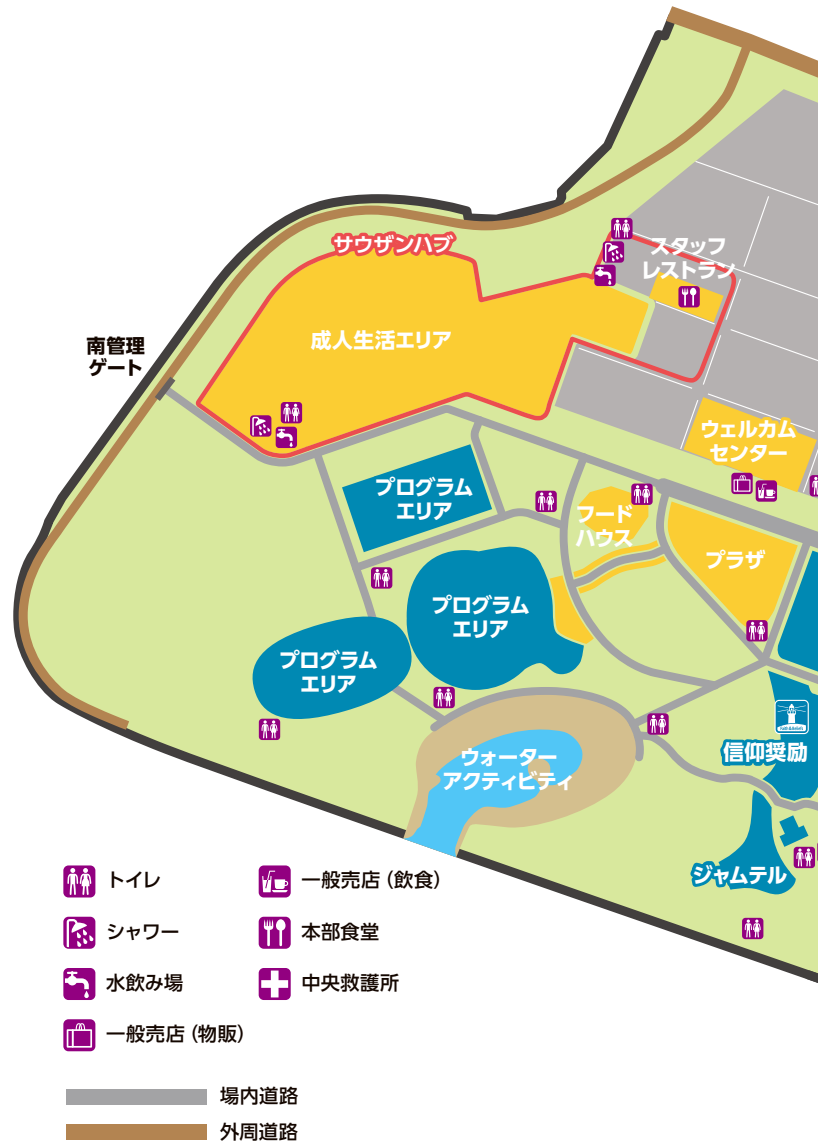 サウザンハブ
スタッフ
レストラン
成人生活エリア
南管理
ゲート
ウェルカム
センター
プログラム
エリア
フード
ハウス
プラザ
プログラム
エリア
プログラム
エリア
信仰奨励
ウォーター
アクティビティ
ジャムテル
トイレ
一般売店（飲食）
シャワー
本部食堂
水飲み場
中央救護所
一般売店（物販）
場内道路
外周道路